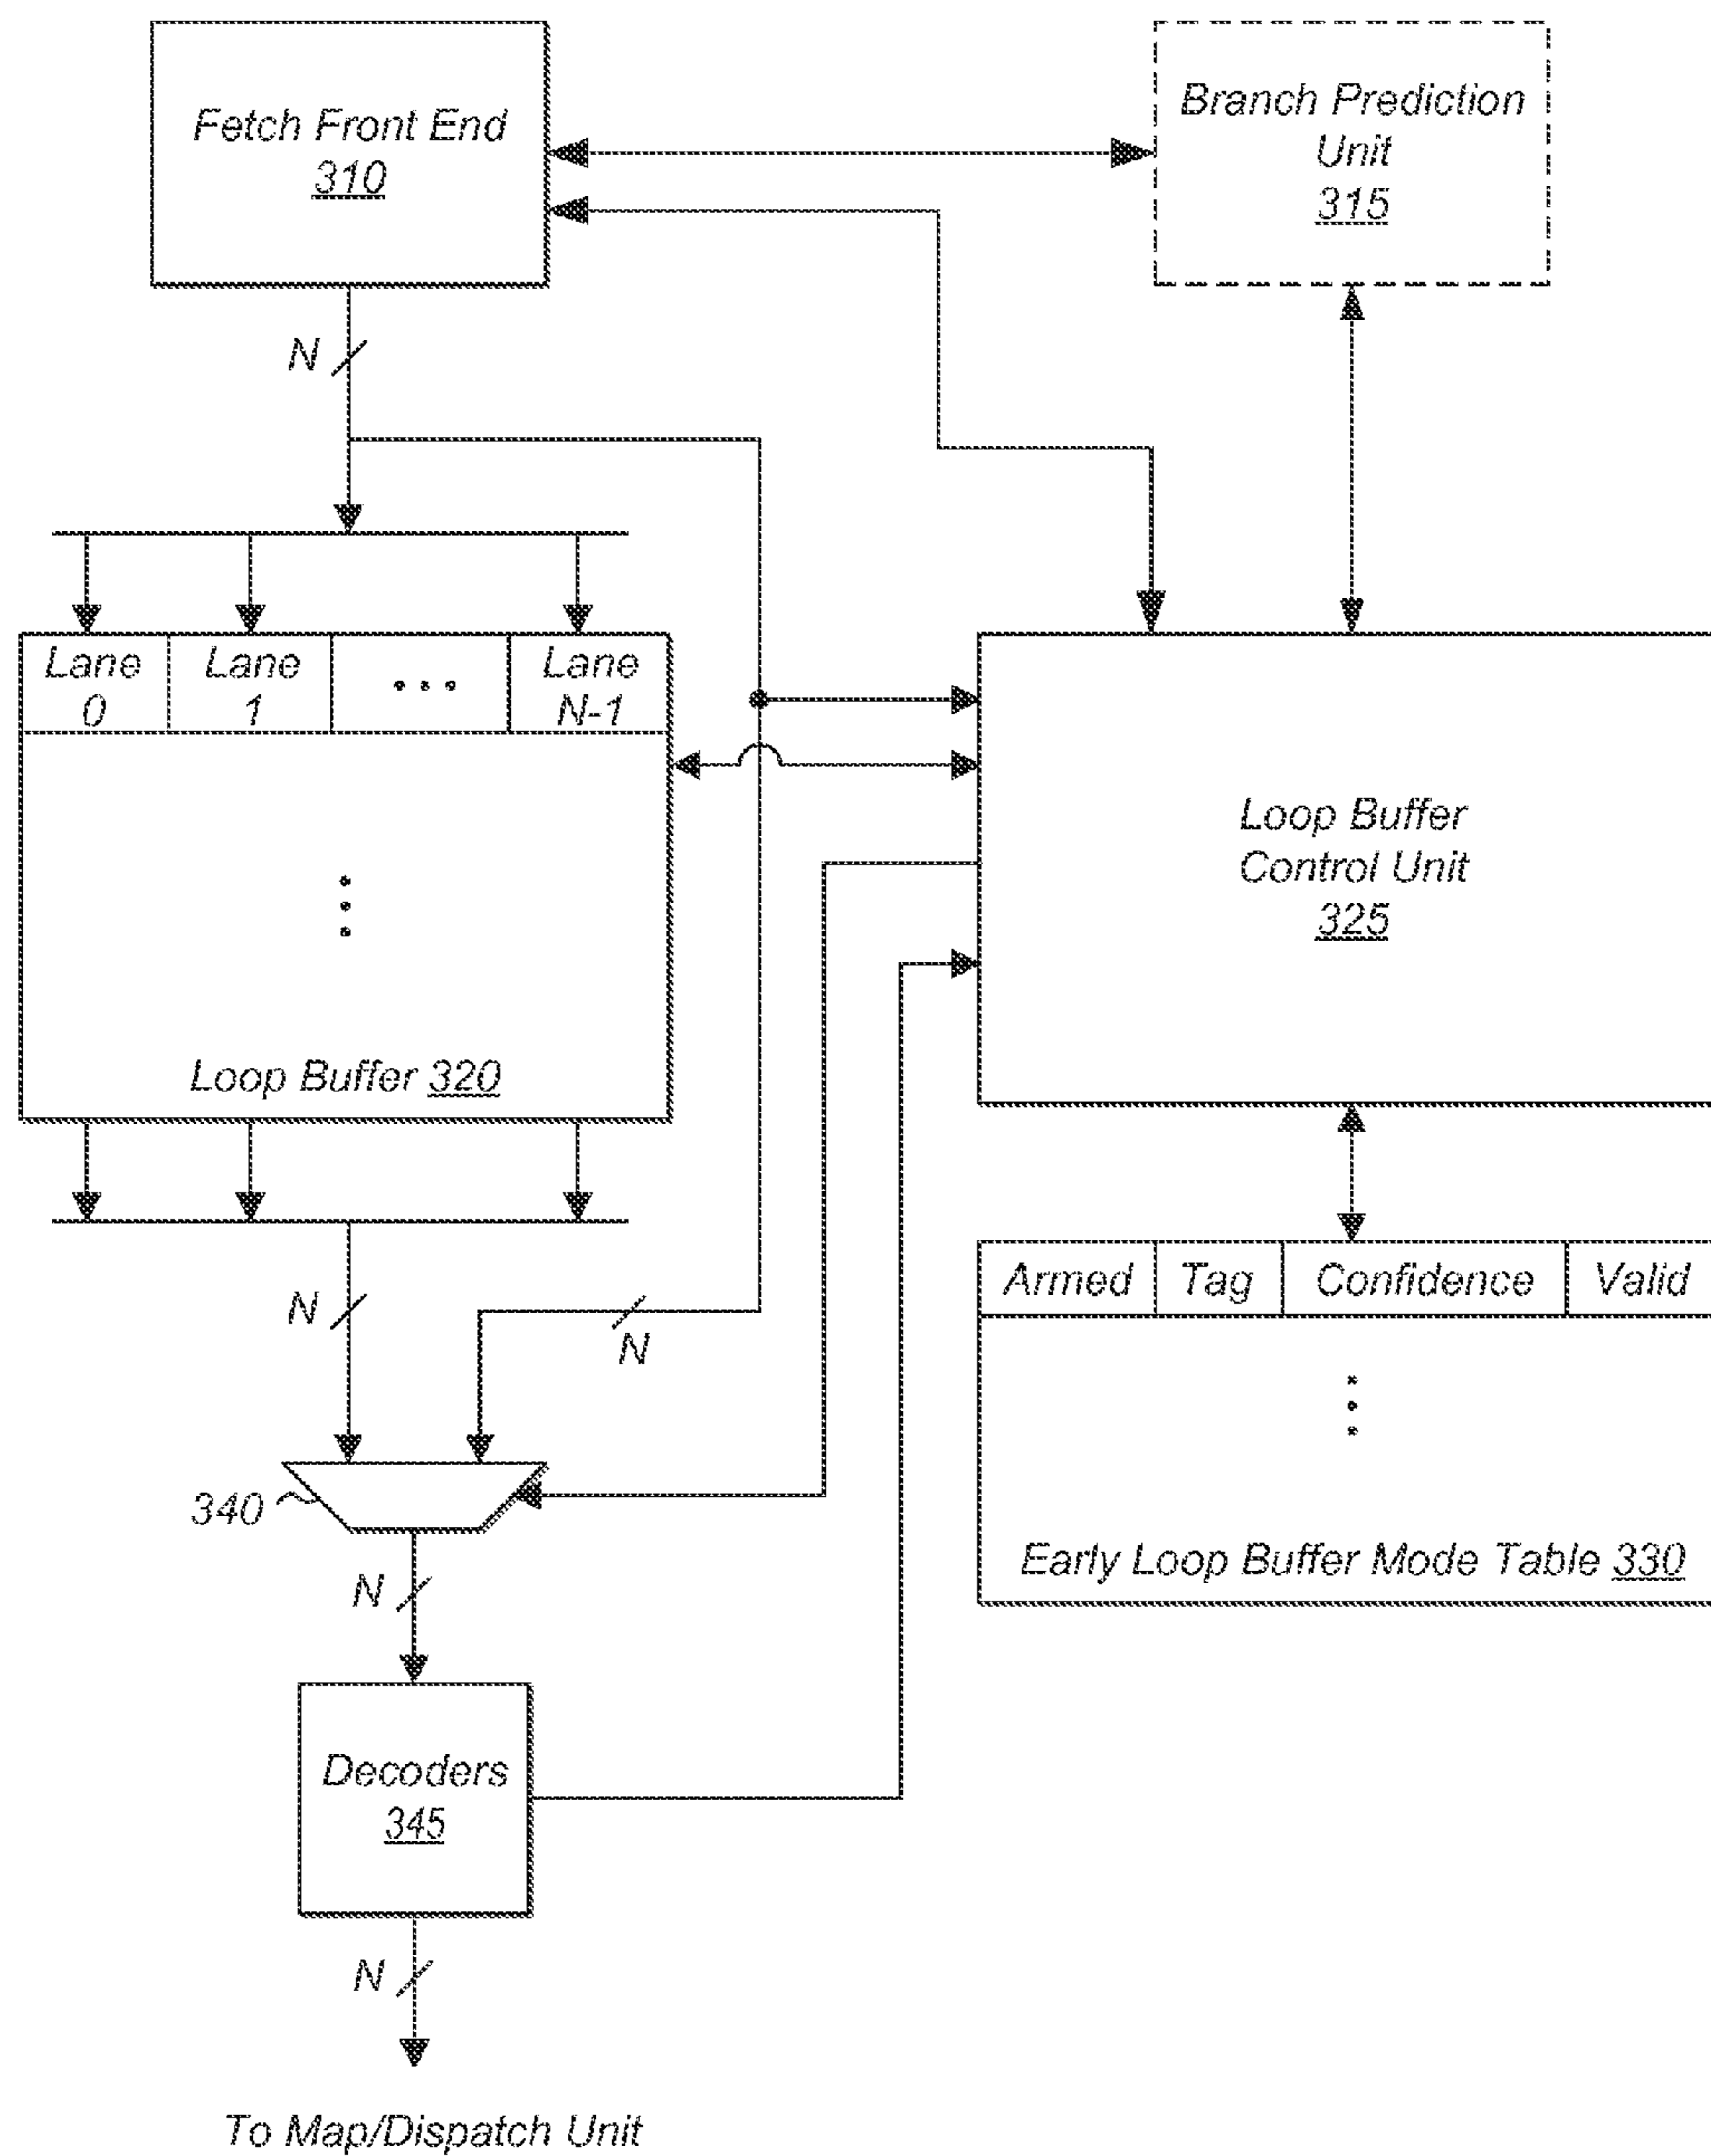 Fetch Front End
310
Branch Prediction
Unit
315
N
Lane
0
Lane
1
Lane
N-1
Loop Buffer 320
Loop Buffer
Control Unit
325
N
N
Armed
Tag
Confidence
Valid
Early Loop Buffer Mode Table 330
340
N
Decoders
345
N
To Map/Dispatch Unit